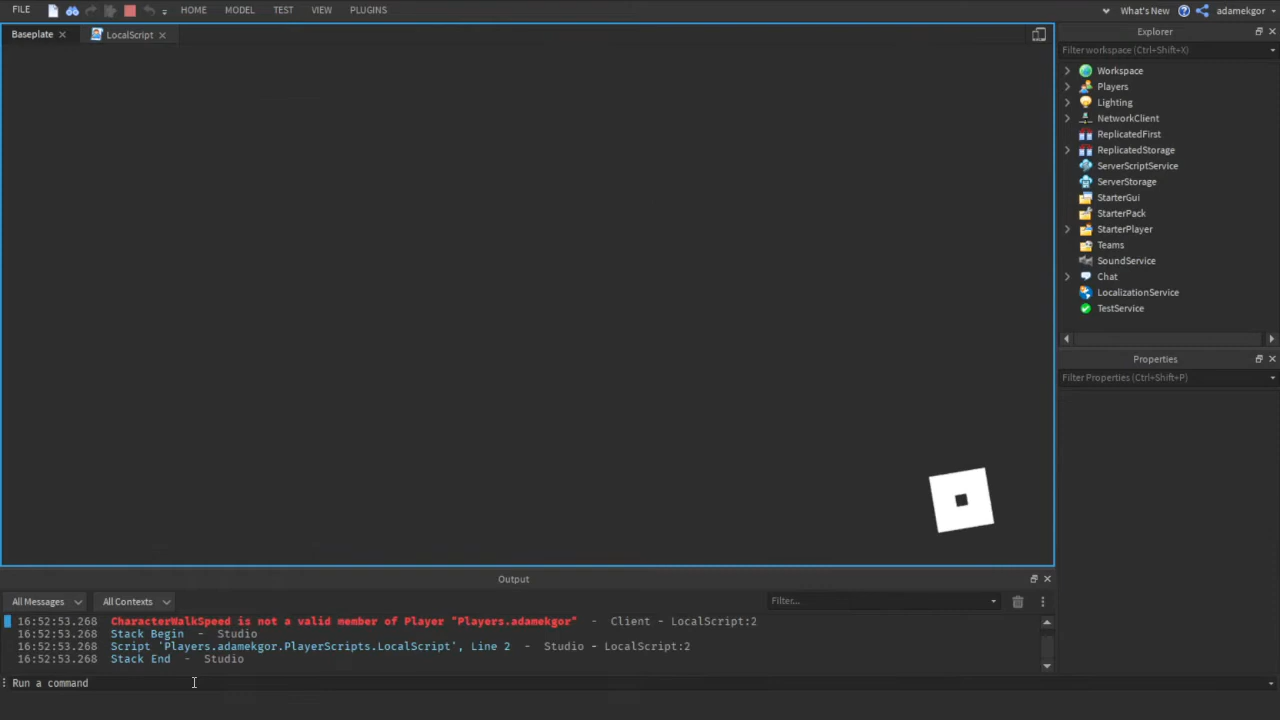 FILE HOME MODEL TEST VIEW PLUGINS What's New adamekgor
Baseplate LocalScript
Explorer
Filter workspace (Ctrl+Shift+X)
Workspace
Players
Lighting
NetworkClient
ReplicatedFirst
ReplicatedStorage
ServerScriptService
ServerStorage
StarterGui
StarterPack
StarterPlayer
Teams
SoundService
Chat
LocalizationService
TestService
Properties
Filter Properties (Ctrl+Shift+P)
Output
All Messages All Contexts Filter...
16:52:53.268 CharacterWalkSpeed is not a valid member of Player "Players.adamekgor" - Client - LocalScript:2
16:52:53.268 Stack Begin - Studio
16:52:53.268 Script 'Players.adamekgor.PlayerScripts.LocalScript', Line 2 - Studio - LocalScript:2
16:52:53.268 Stack End - Studio
Run a command